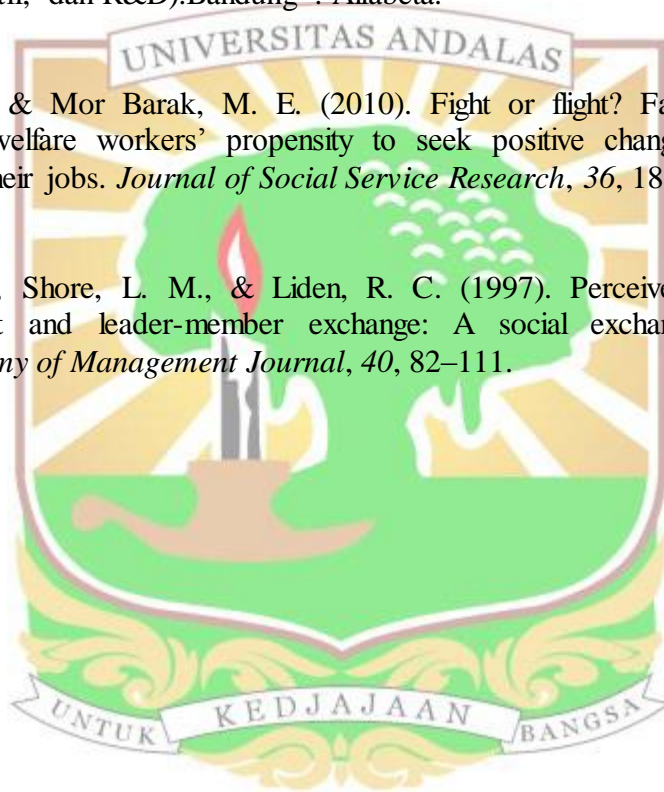 dan R&D).Bandung : Alfabeta.
UNIVERSITAS ANDALAS
& Mor Barak, M. E. (2010). Fight or flight? Fa
welfare workers' propensity to seek positive chang
heir jobs. Journal of Social Service Research, 36, 18
Shore, L. M., & Liden, R. C. (1997). Perceive
t and leader-member exchange: A social exchan
ny of Management Journal, 40, 82–111.
UNTUK KEDJAJAAN BANGSA